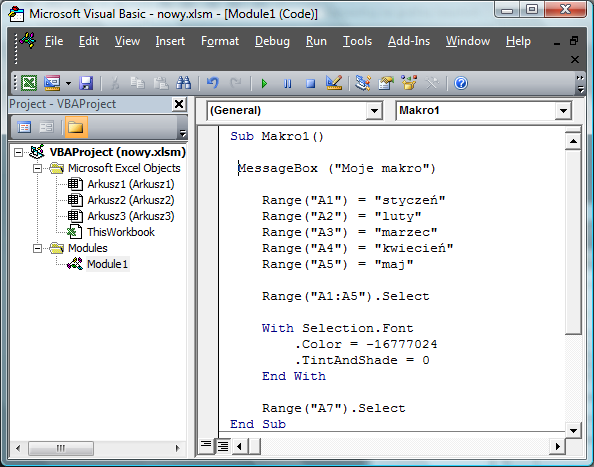 Microsoft Visual Basic - nowy.xlsm - [Module1 (Code)]
File Edit View Insert Format Debug Run Tools Add-Ins Window Help
Project - VBAProject
(General) Makro1
VBAProject (nowy.xlsm)
Microsoft Excel Objects
Arkusz1 (Arkusz1)
Arkusz2 (Arkusz2)
Arkusz3 (Arkusz3)
ThisWorkbook
Modules
Module1
Sub Makro1()
MessageBox ("Moje makro")
Range("A1") = "styczeń"
Range("A2") = "luty"
Range("A3") = "marzec"
Range("A4") = "kwiecień"
Range("A5") = "maj"
Range("A1:A5").Select
With Selection.Font
.Color = -16777024
.TintAndShade = 0
End With
Range("A7").Select
End Sub